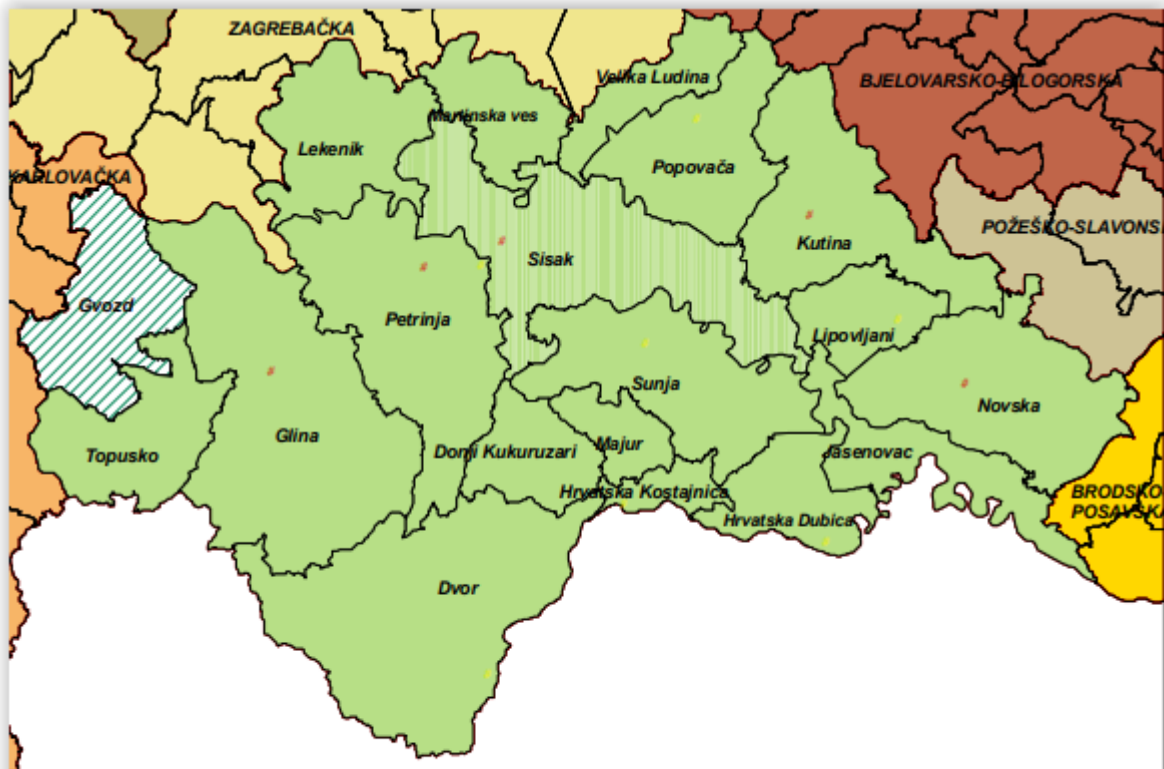 ZAGREBAČKA
Velika Ludina
BJELOVARSKO-BILOGORSKA
Martinska ves
Lekenik
Popovača
KARLOVAČKA
POŽEŠKO-SLAVONS
Kutina
Sisak
Gvozd
Petrinja
Lipovljani
Sunja
Novska
Glina
Majur
Topusko
Donji Kukuruzari
Jasenovac
Hrvatska Kostajnica
BRODSKO
POSAVSKA
Hrvatska Dubica
Dvor